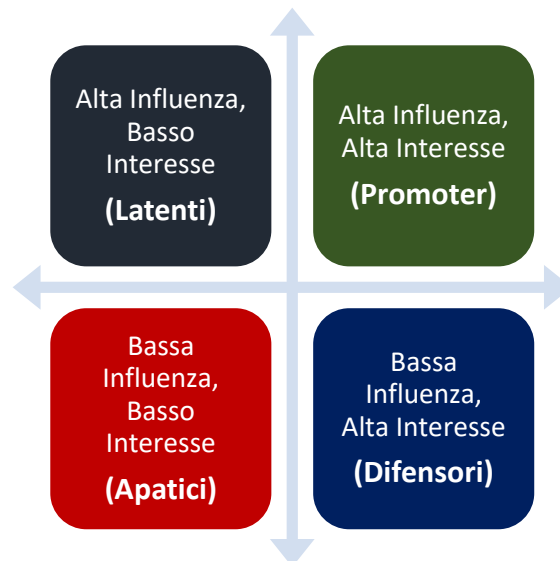 Alta Influenza,
Basso
Interesse
(Latenti)
Alta Influenza,
Alta Interesse
(Promoter)
Bassa
Influenza,
Basso
Interesse
(Apatici)
Bassa
Influenza,
Alta Interesse
(Difensori)